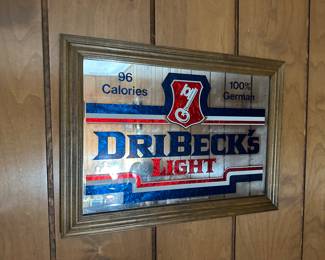 96
Calories
100%
German
DRIBECK'S
LIGHT